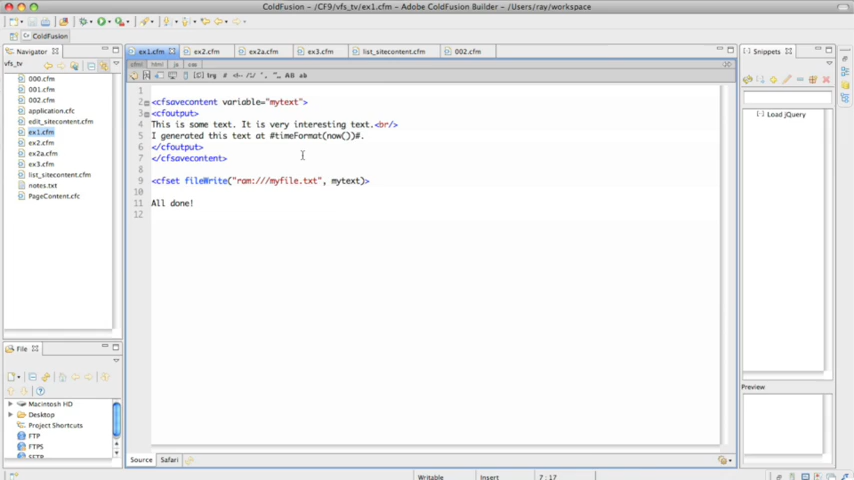 ColdFusion - /CF9/vfs_tv/ex1.cfm - Adobe ColdFusion Builder - /Users/ray/workspace
ColdFusion
Navigator
vfs_tv
000.cfm
001.cfm
002.cfm
application.cfc
edit_sitecontent.cfm
ex1.cfm
ex2.cfm
ex2a.cfm
ex3.cfm
list_sitecontent.cfm
notes.txt
PageContent.cfc
File
Macintosh HD
Desktop
Project Shortcuts
FTP
FTPS
SFTP
ex1.cfm
ex2.cfm
ex2a.cfm
ex3.cfm
list_sitecontent.cfm
002.cfm
cfml
html
js
css
trg # <!-- /*/ " , ' , AB ab
1
2 <cfsavecontent variable="mytext">
3 <cfoutput>
4 This is some text. It is very interesting text.<br/>
5 I generated this text at #timeFormat(now())#.
6 </cfoutput>
7 </cfsavecontent>
8
9 <cfset fileWrite("ram:///myfile.txt", mytext)>
10
11 All done!
12
Source
Safari
Snippets
Load jQuery
Preview
Writable
Insert
7 : 17